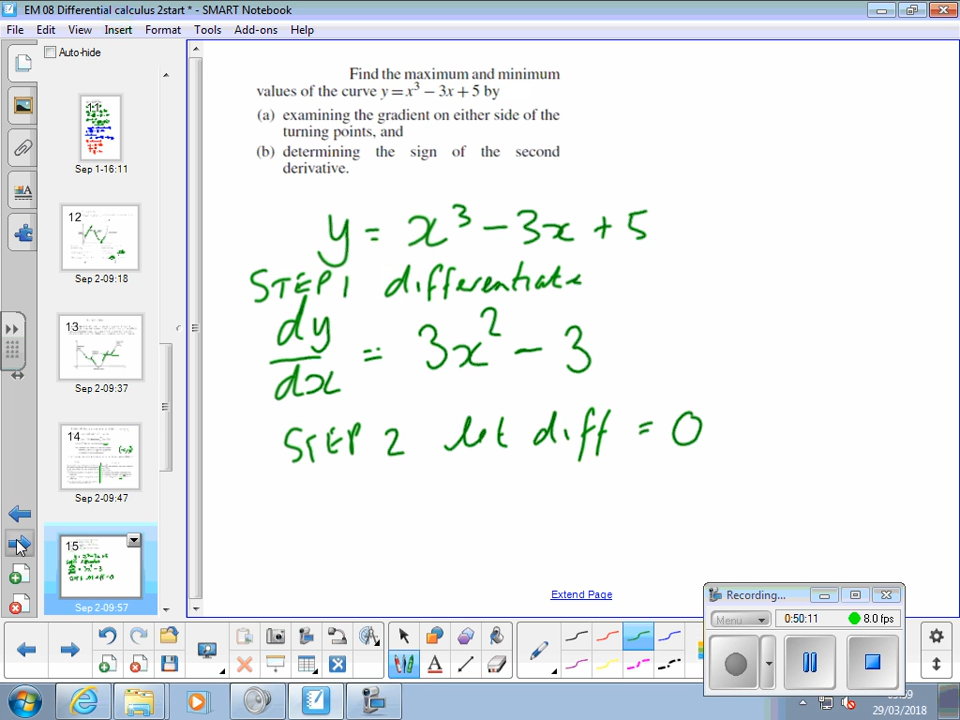 EM 08 Differential calculus 2start * - SMART Notebook
File Edit View Insert Format Tools Add-ons Help
Auto-hide
Sep 1-16:11
12
Sep 2-09:18
13
Sep 2-09:37
14
Sep 2-09:47
15
Sep 2-09:57
Find the maximum and minimum
values of the curve y = x³ − 3x + 5 by
(a) examining the gradient on either side of the
turning points, and
(b) determining the sign of the second
derivative.
y = x³ − 3x + 5
STEP 1 differentiate
dy/dx = 3x² − 3
STEP 2 let diff = 0
Extend Page
Recording...
Menu 0:50:11 8.0 fps
29/03/2018